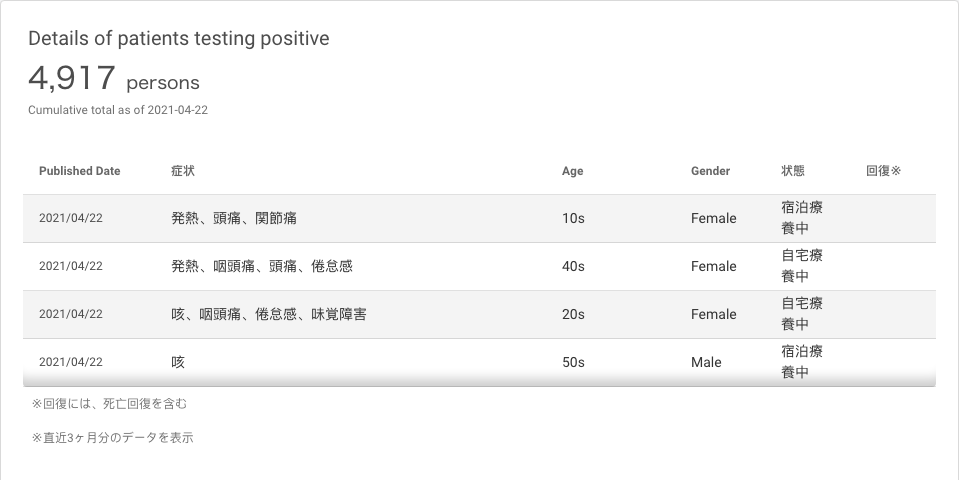 Details of patients testing positive
4,917 persons
Cumulative total as of 2021-04-22
Published Date 症状 Age Gender 状態 回復※
2021/04/22 発熱、頭痛、関節痛 10s Female 宿泊療
養中
2021/04/22 発熱、咽頭痛、頭痛、倦怠感 40s Female 自宅療
養中
2021/04/22 咳、咽頭痛、倦怠感、味覚障害 20s Female 自宅療
養中
2021/04/22 咳 50s Male 宿泊療
養中
※回復には、死亡回復を含む
※直近3ヶ月分のデータを表示